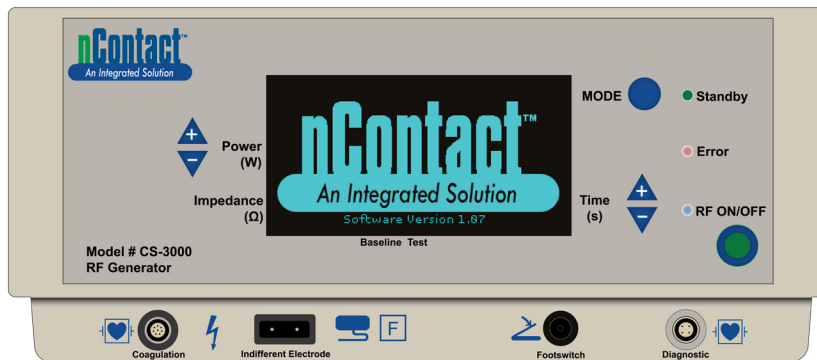 nContact™
An Integrated Solution
MODE
Standby
Power
(W)
Error
Impedance
(Ω)
Time
(s)
RF ON/OFF
nContact™
An Integrated Solution
Software Version 1.07
Baseline Test
Model # CS-3000
RF Generator
Coagulation
Indifferent Electrode
F
Footswitch
Diagnostic